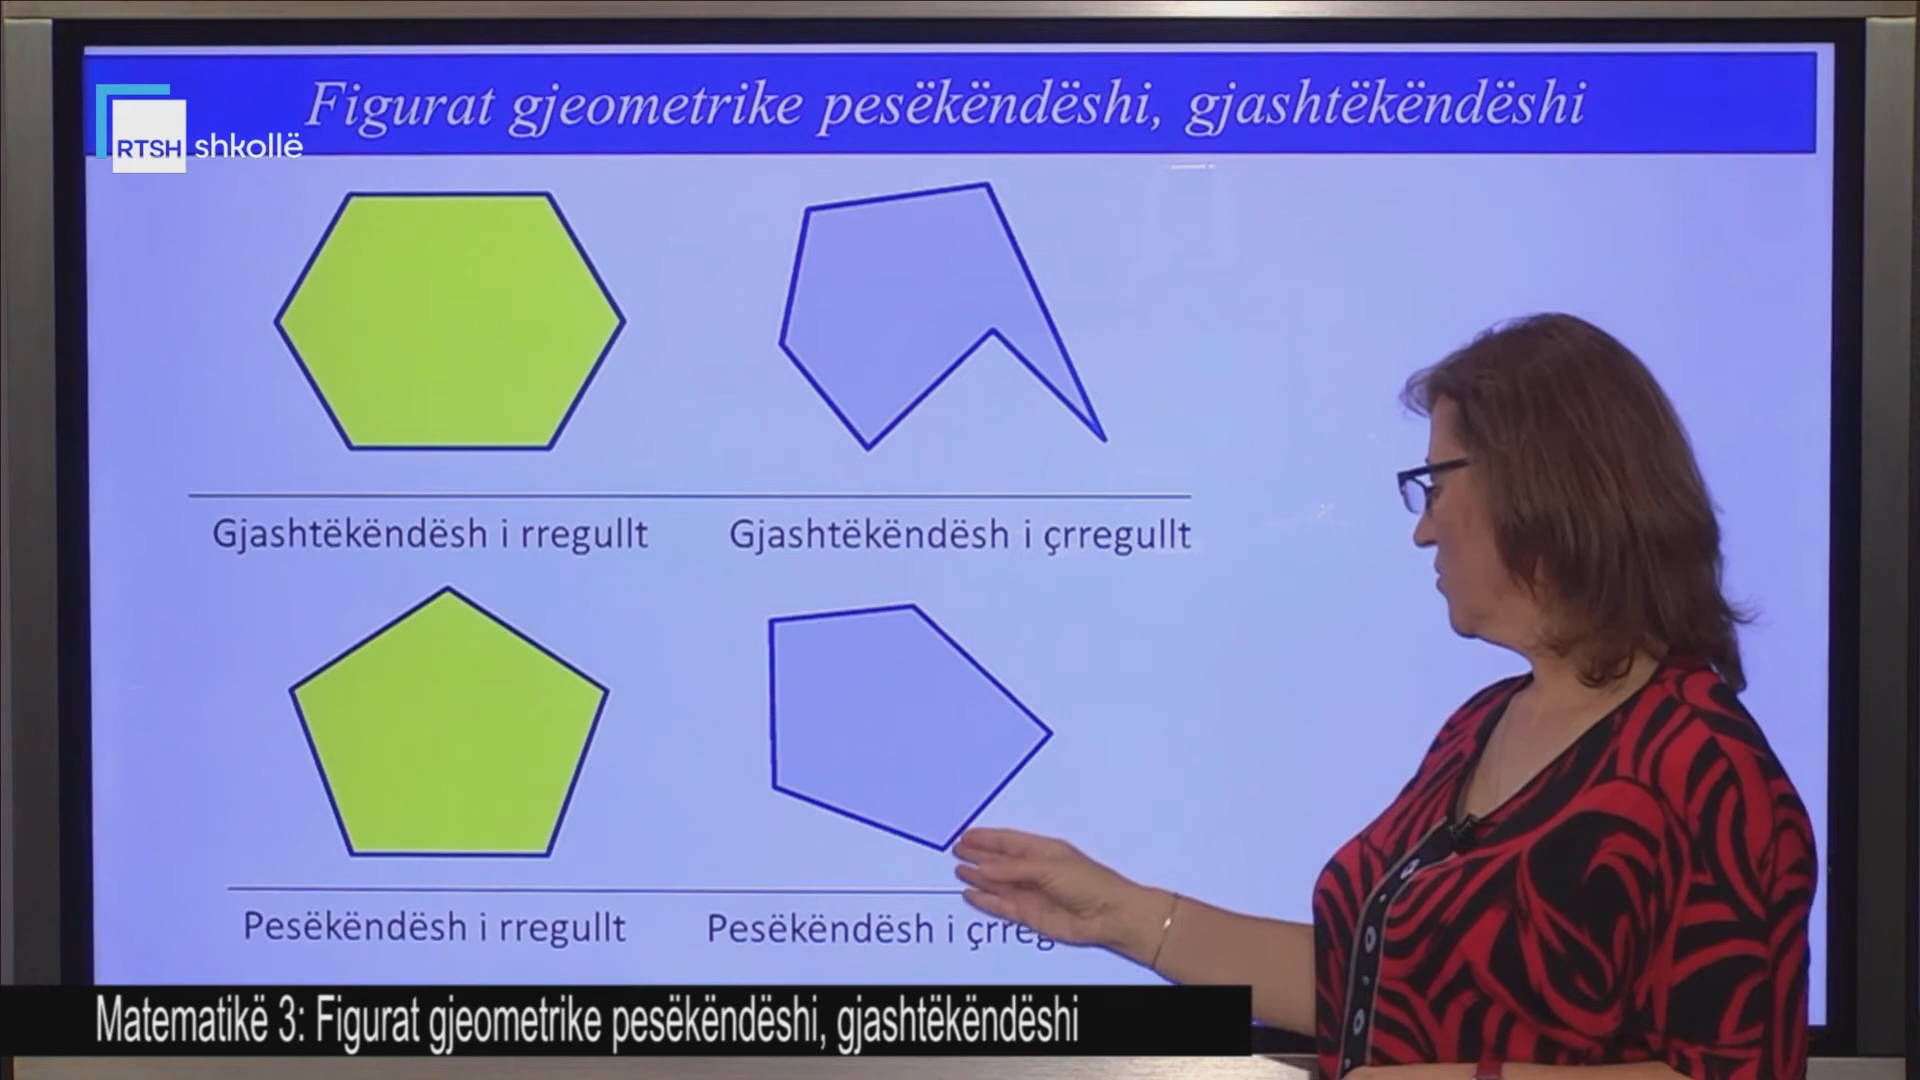 Figurat gjeometrike pesëkëndëshi, gjashtëkëndëshi
RTSH shkollë
Gjashtëkëndësh i rregullt
Gjashtëkëndësh i çrregullt
Pesëkëndësh i rregullt
Pesëkëndësh i
Matematikë 3: Figurat gjeometrike pesëkëndëshi, gjashtëkëndëshi